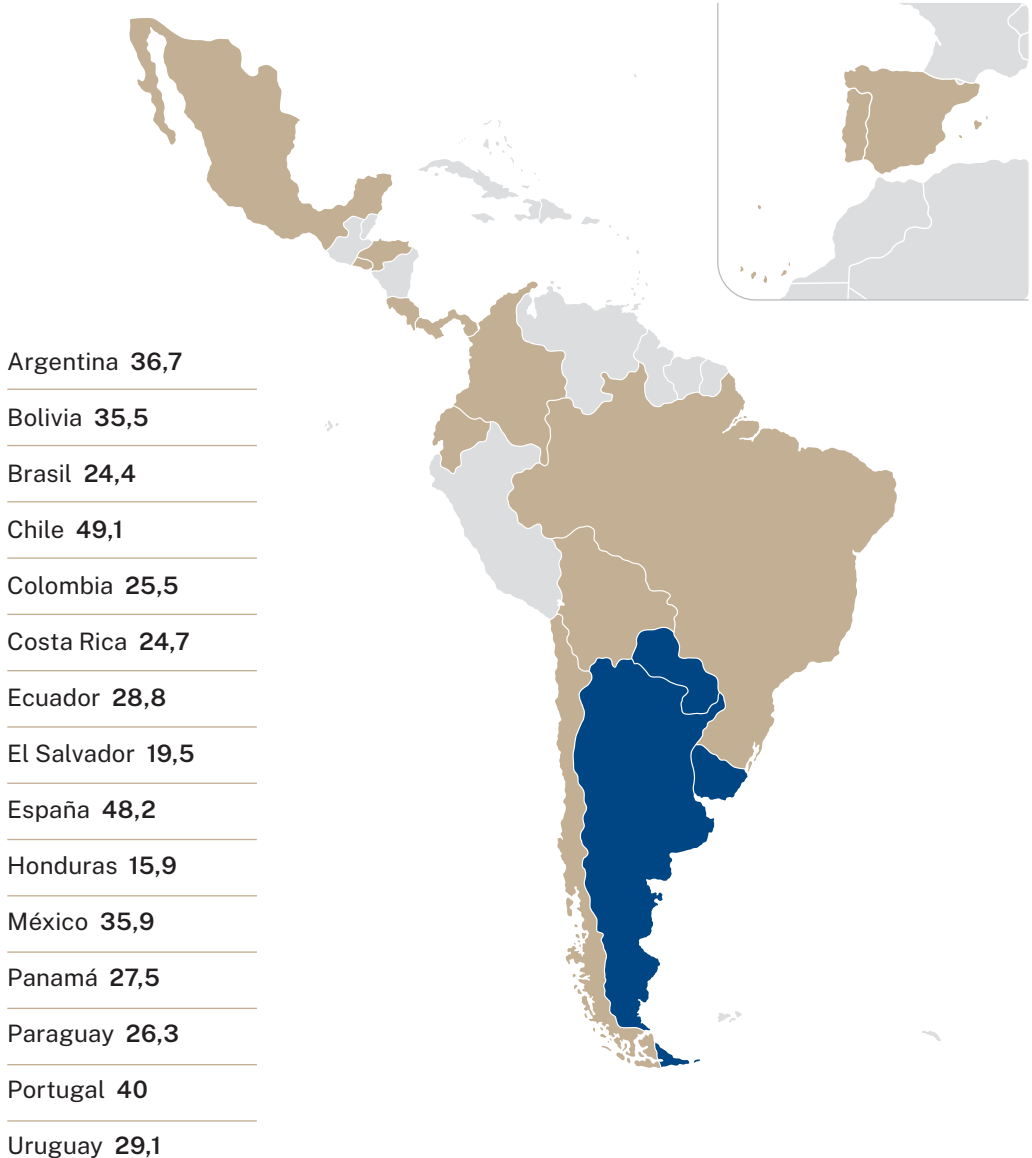 Argentina 36,7
Bolivia 35,5
Brasil 24,4
Chile 49,1
Colombia 25,5
Costa Rica 24,7
Ecuador 28,8
El Salvador 19,5
España 48,2
Honduras 15,9
México 35,9
Panamá 27,5
Paraguay 26,3
Portugal 40
Uruguay 29,1